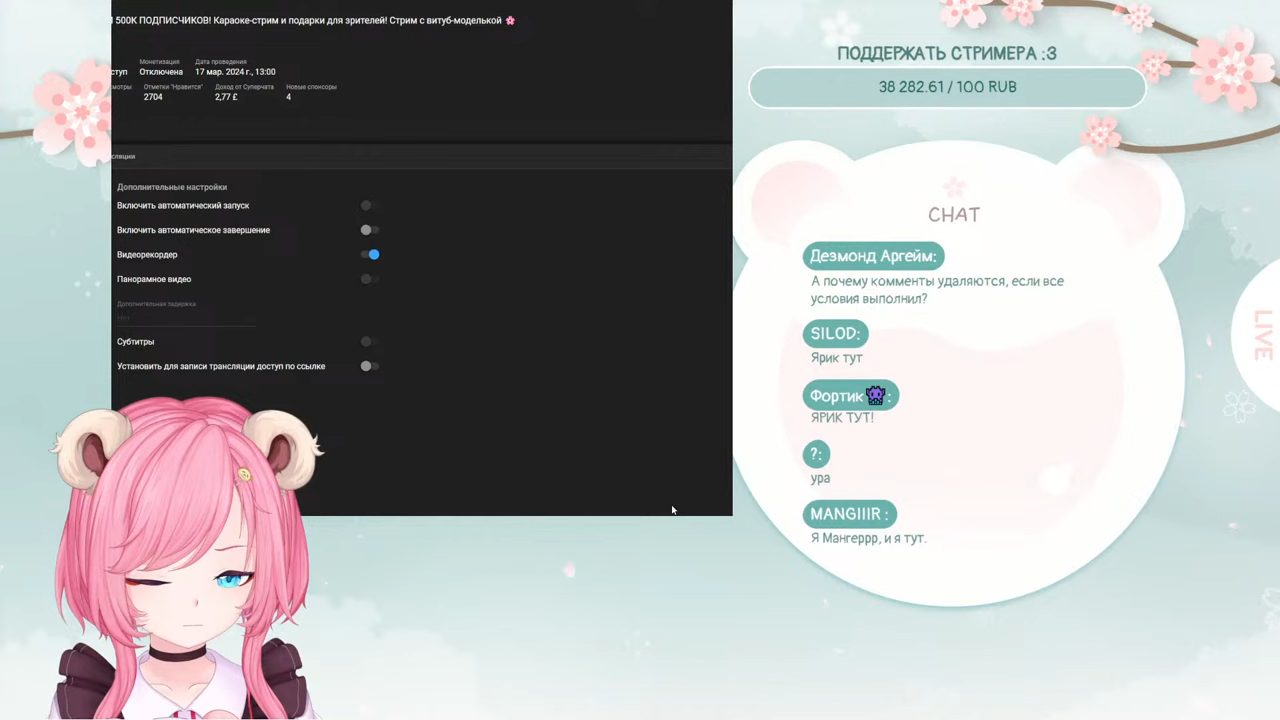 500K ПОДПИСЧИКОВ! Караоке-стрим и подарки для зрителей! Стрим с витуб-моделькой 🌸
Монетизация Дата проведения
ступ Отключена 17 мар. 2024 г., 13:00
мотры Отметки "Нравится" Доход от Суперчата Новые спонсоры
2704 2,77 £ 4
сляции
Дополнительные настройки
Включить автоматический запуск
Включить автоматическое завершение
Видеорекордер
Панорамное видео
Дополнительная задержка
Субтитры
Установить для записи трансляции доступ по ссылке
ПОДДЕРЖАТЬ СТРИМЕРА :3
38 282.61 / 100 RUB
CHAT
Дезмонд Аргейм:
А почему комменты удаляются, если все
условия выполнил?
SILOD:
Ярик тут
Фортик 👾:
ЯРИК ТУТ!
?:
ура
MANGIIIR :
Я Мангеррр, и я тут.
LIVE